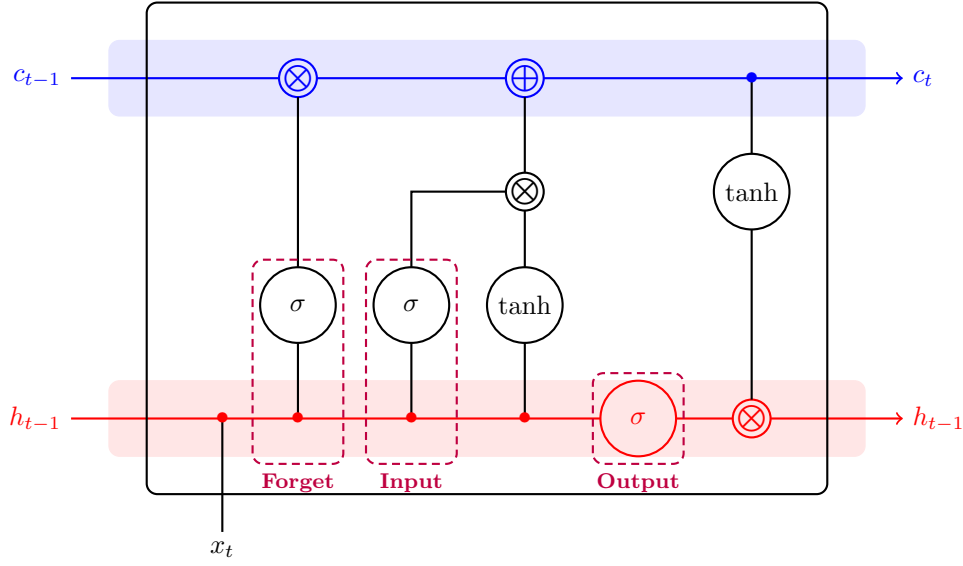 c_{t−1}
c_t
tanh
σ
σ
tanh
h_{t−1}
σ
h_{t−1}
Forget
Input
Output
x_t